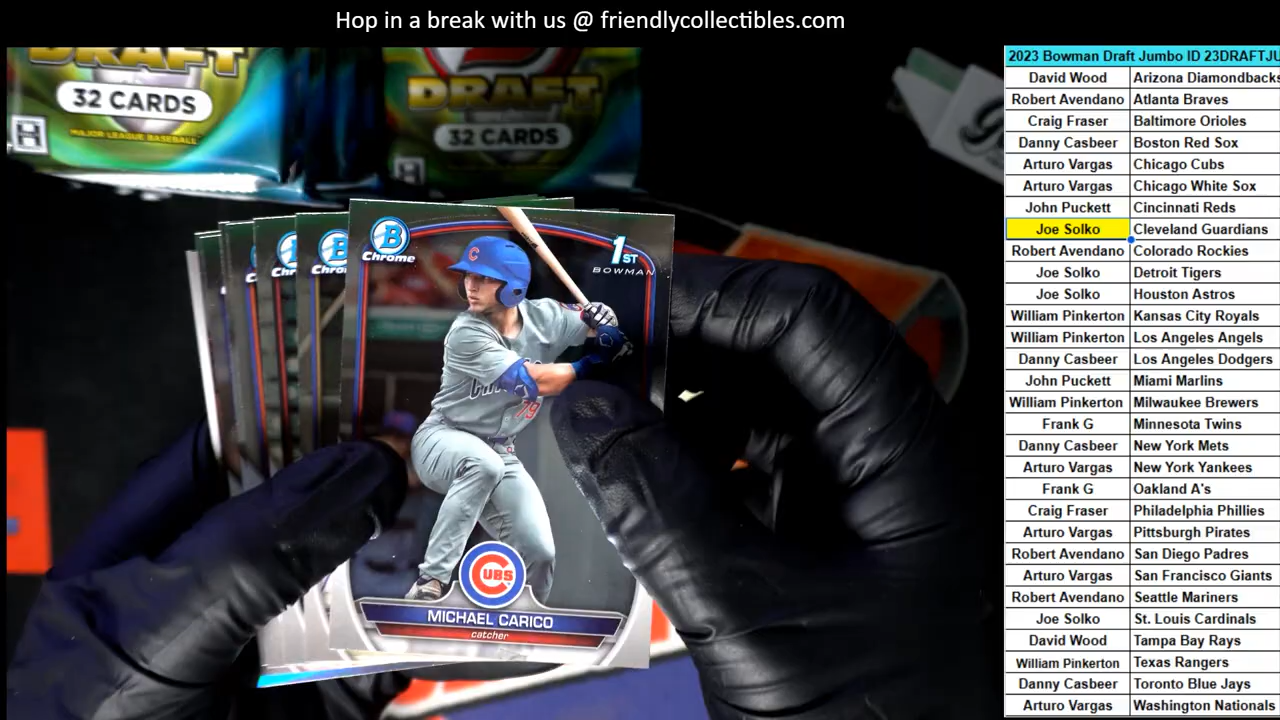 Hop in a break with us @ friendlycollectibles.com
DRAFT
32 CARDS
MAJOR LEAGUE BASEBALL
H
DRAFT
32 CARDS
H
B
Chrome
1ST
BOWMAN
C
79
CUBS
MICHAEL CARICO
catcher
2023 Bowman Draft Jumbo ID 23DRAFTJU
David Wood Arizona Diamondbacks
Robert Avendano Atlanta Braves
Craig Fraser Baltimore Orioles
Danny Casbeer Boston Red Sox
Arturo Vargas Chicago Cubs
Arturo Vargas Chicago White Sox
John Puckett Cincinnati Reds
Joe Solko Cleveland Guardians
Robert Avendano Colorado Rockies
Joe Solko Detroit Tigers
Joe Solko Houston Astros
William Pinkerton Kansas City Royals
William Pinkerton Los Angeles Angels
Danny Casbeer Los Angeles Dodgers
John Puckett Miami Marlins
William Pinkerton Milwaukee Brewers
Frank G Minnesota Twins
Danny Casbeer New York Mets
Arturo Vargas New York Yankees
Frank G Oakland A's
Craig Fraser Philadelphia Phillies
Arturo Vargas Pittsburgh Pirates
Robert Avendano San Diego Padres
Arturo Vargas San Francisco Giants
Robert Avendano Seattle Mariners
Joe Solko St. Louis Cardinals
David Wood Tampa Bay Rays
William Pinkerton Texas Rangers
Danny Casbeer Toronto Blue Jays
Arturo Vargas Washington Nationals